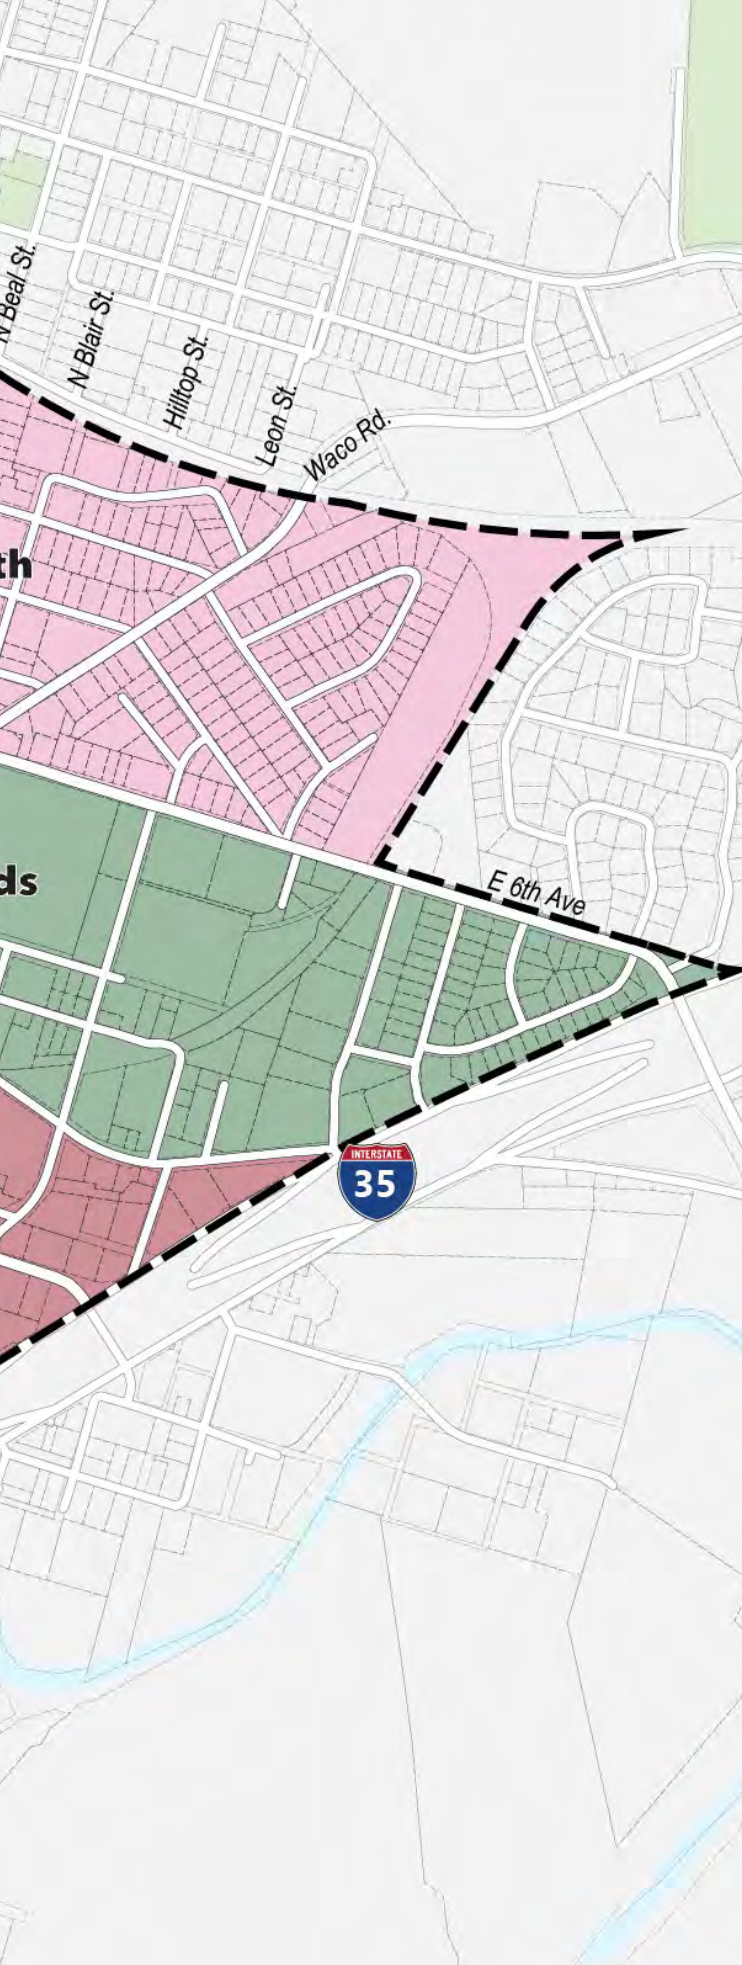 N Beal St.
N Blair St.
Hilltop St.
Leon St.
Waco Rd.
th
ds
E 6th Ave
INTERSTATE
35